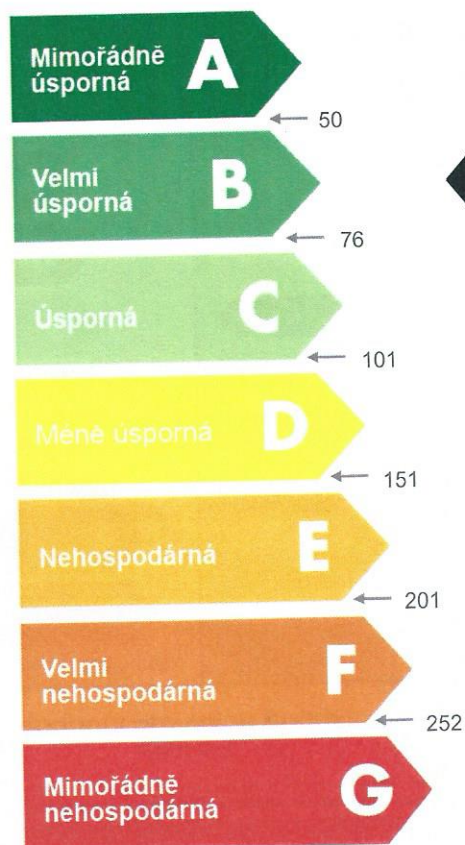 Mimořádně
úsporná
A
50
Velmi
úsporná
B
76
Úsporná
C
101
Méně úsporná
D
151
Nehospodárná
E
201
Velmi
nehospodárná
F
252
Mimořádně
nehospodárná
G